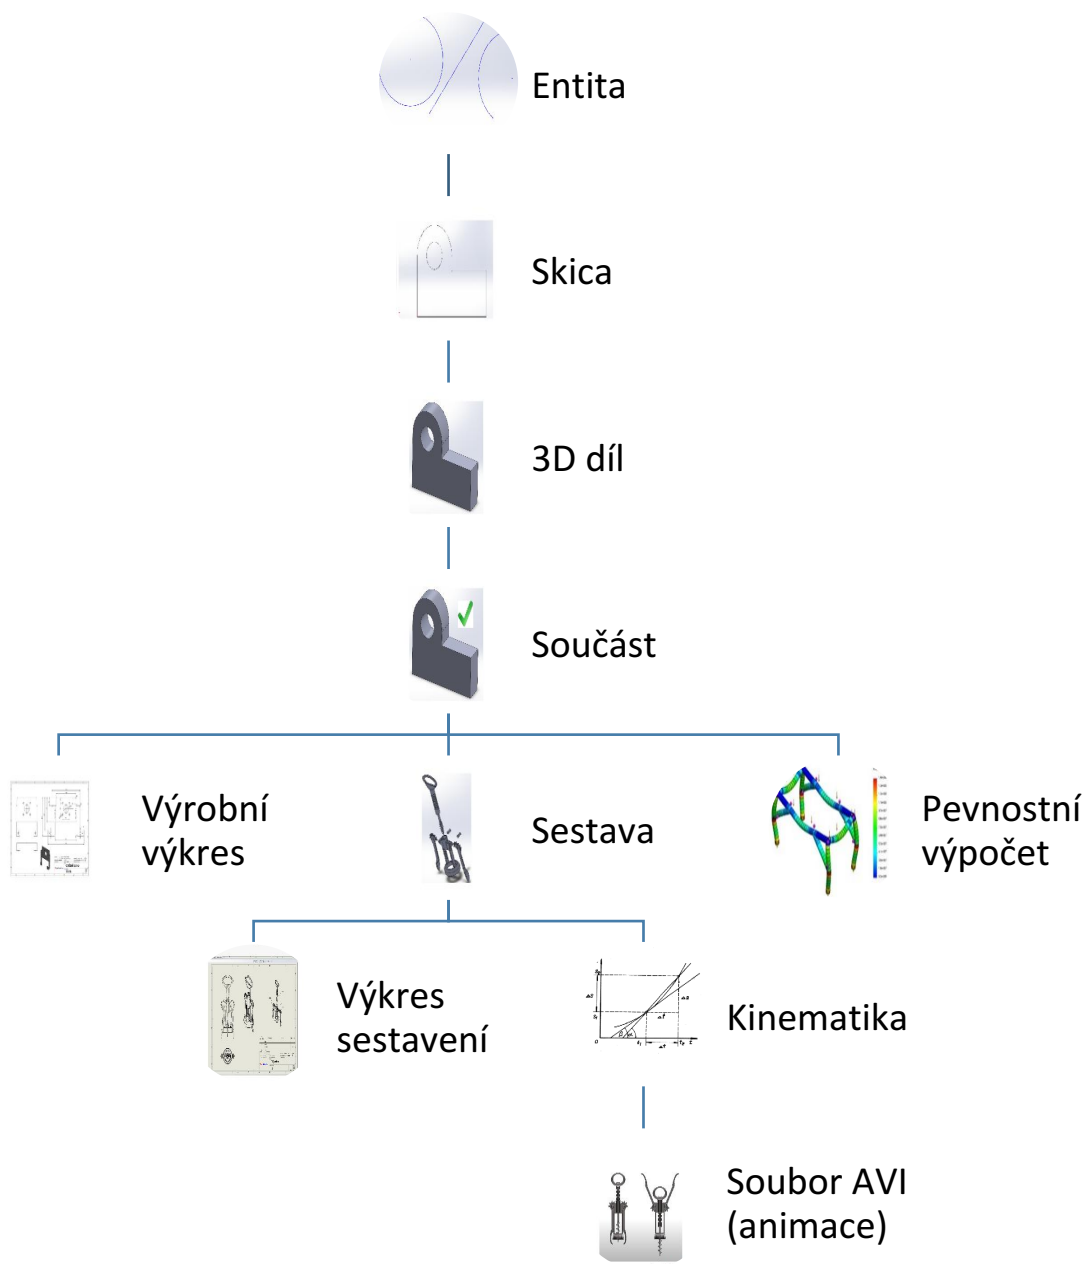 Entita
Skica
3D díl
Součást
Výrobní
výkres
Sestava
Pevnostní
výpočet
Výkres
sestavení
Kinematika
Soubor AVI
(animace)